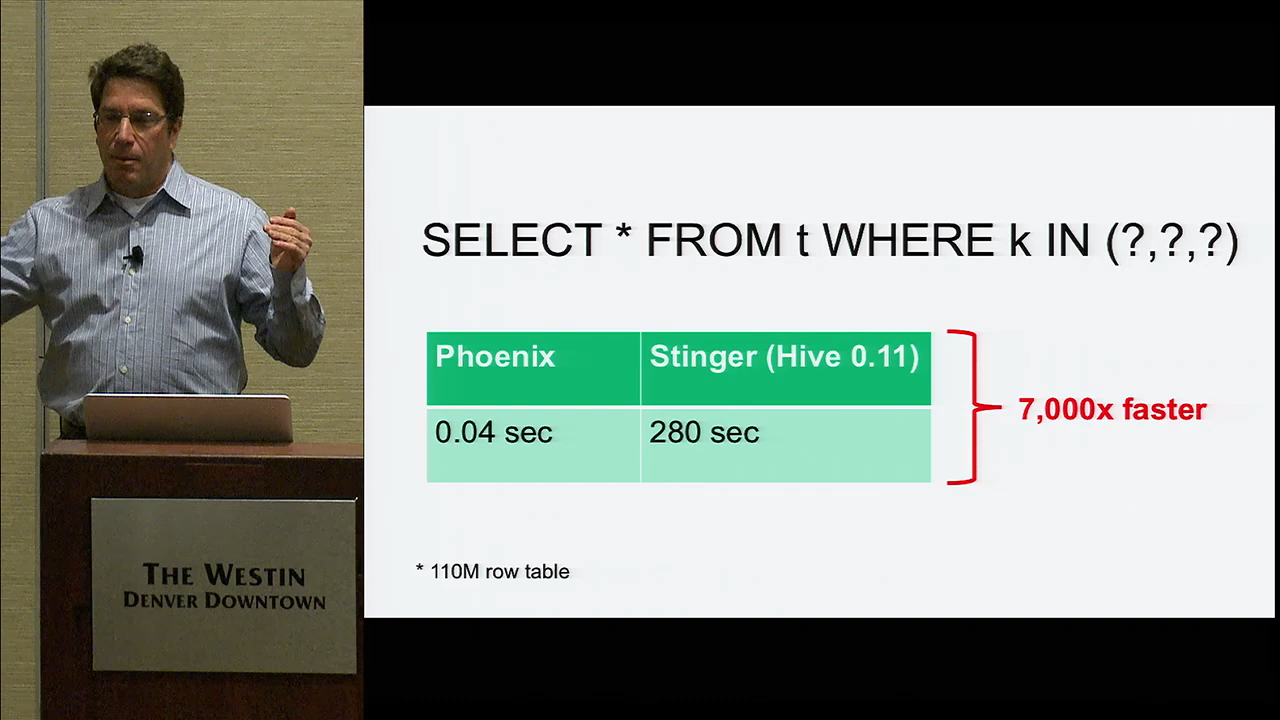 SELECT * FROM t WHERE k IN (?,?,?)
Phoenix Stinger (Hive 0.11)
0.04 sec 280 sec
7,000x faster
* 110M row table
THE WESTIN
DENVER DOWNTOWN